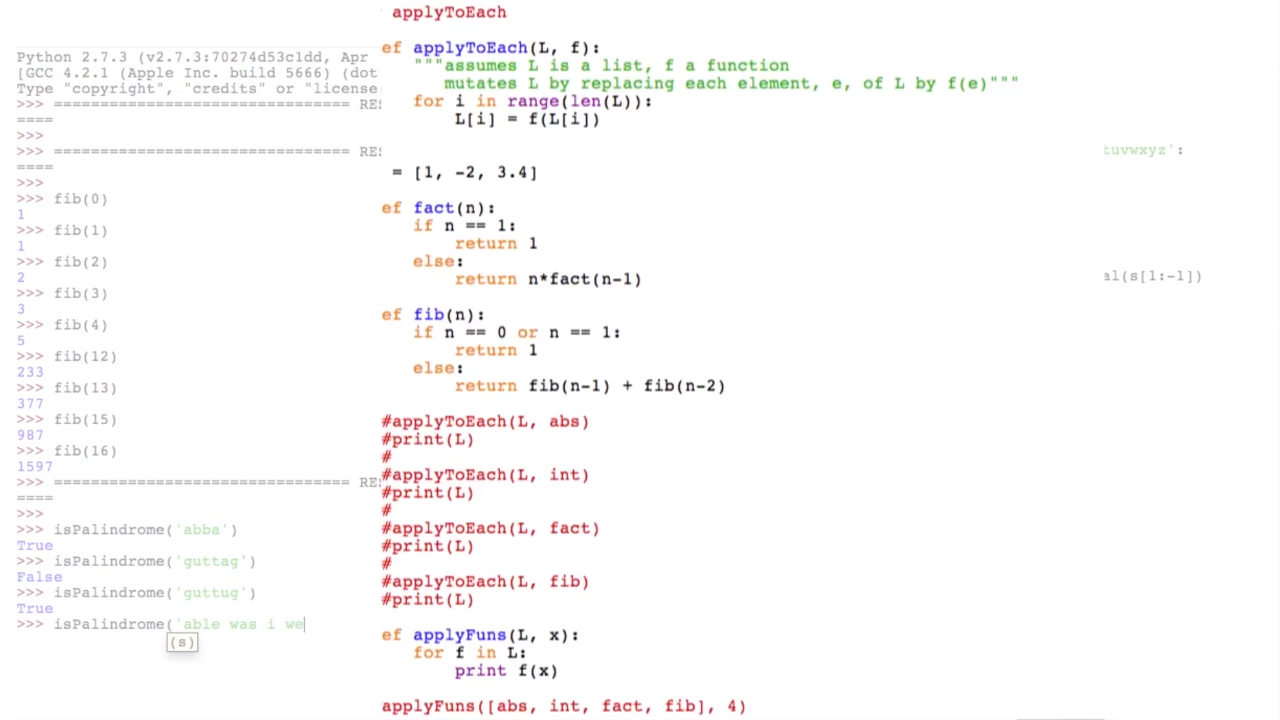 Python 2.7.3 (v2.7.3:70274d53c1dd, Apr
[GCC 4.2.1 (Apple Inc. build 5666) (dot
Type "copyright", "credits" or "license
>>> ================================ RES
====
>>>
>>> ================================ RES
====
>>>
>>> fib(0)
1
>>> fib(1)
1
>>> fib(2)
2
>>> fib(3)
3
>>> fib(4)
5
>>> fib(12)
233
>>> fib(13)
377
>>> fib(15)
987
>>> fib(16)
1597
>>> ================================ RES
====
>>>
>>> isPalindrome('abba')
True
>>> isPalindrome('guttag')
False
>>> isPalindrome('guttug')
True
>>> isPalindrome('able was i we
(s)
applyToEach
ef applyToEach(L, f):
"""assumes L is a list, f a function
mutates L by replacing each element, e, of L by f(e)"""
for i in range(len(L)):
L[i] = f(L[i])
= [1, -2, 3.4]
ef fact(n):
if n == 1:
return 1
else:
return n*fact(n-1)
ef fib(n):
if n == 0 or n == 1:
return 1
else:
return fib(n-1) + fib(n-2)
#applyToEach(L, abs)
#print(L)
#
#applyToEach(L, int)
#print(L)
#
#applyToEach(L, fact)
#print(L)
#
#applyToEach(L, fib)
#print(L)
ef applyFuns(L, x):
for f in L:
print f(x)
applyFuns([abs, int, fact, fib], 4)
tuvwxyz':
al(s[1:-1])